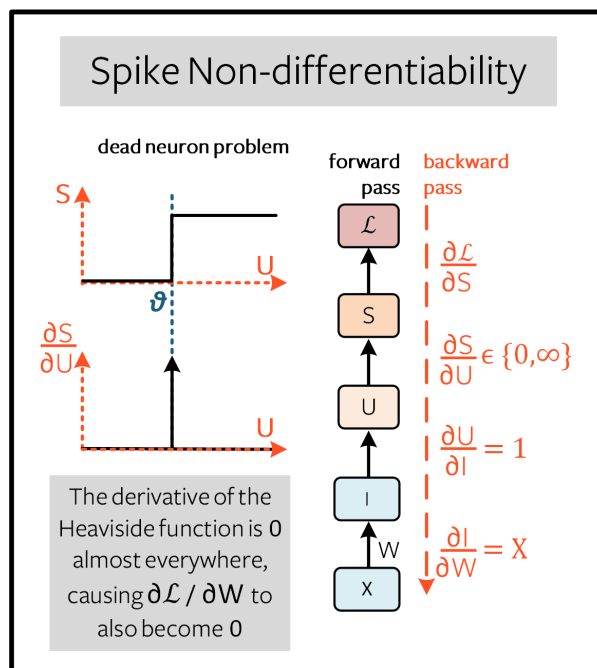 Spike Non-differentiability
dead neuron problem
S
U
ϑ
∂S
∂U
U
The derivative of the
Heaviside function is 0
almost everywhere,
causing ∂ℒ / ∂W to
also become 0
forward
pass
backward
pass
ℒ
S
U
I
W
X
∂ℒ
∂S
∂S
∂U ϵ {0,∞}
∂U
∂I = 1
∂I
∂W = X